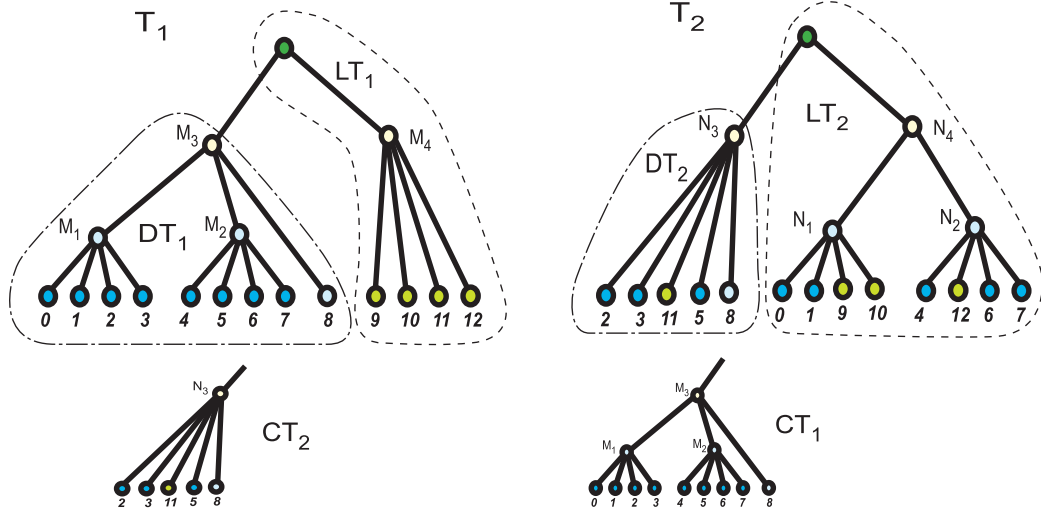 T₁
LT₁
M₃
M₄
M₁
DT₁
M₂
0 1 2 3 4 5 6 7 8 9 10 11 12
T₂
LT₂
N₃
N₄
DT₂
N₁
N₂
2 3 11 5 8 0 1 9 10 4 12 6 7
N₃
CT₂
2 3 11 5 8
M₃
CT₁
M₁
M₂
0 1 2 3 4 5 6 7 8